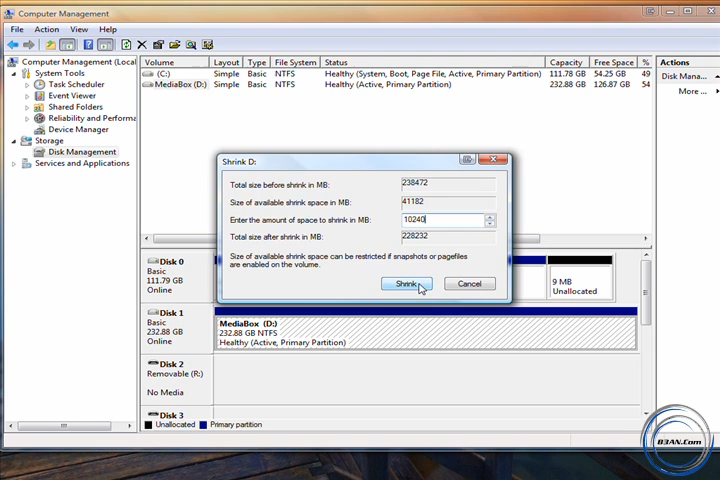 Computer Management
File Action View Help
Computer Management (Local
System Tools
Task Scheduler
Event Viewer
Shared Folders
Reliability and Performa
Device Manager
Storage
Disk Management
Services and Applications
Volume Layout Type File System Status Capacity Free Space %
(C:) Simple Basic NTFS Healthy (System, Boot, Page File, Active, Primary Partition) 111.78 GB 54.25 GB 49
MediaBox (D:) Simple Basic NTFS Healthy (Active, Primary Partition) 232.88 GB 126.87 GB 54
Actions
Disk Mana...
More ...
Shrink D:
Total size before shrink in MB: 238472
Size of available shrink space in MB: 41182
Enter the amount of space to shrink in MB: 10240
Total size after shrink in MB: 228232
Size of available shrink space can be restricted if snapshots or pagefiles
are enabled on the volume.
Shrink Cancel
Disk 0
Basic
111.79 GB
Online
9 MB
Unallocated
Disk 1
Basic
232.88 GB
Online
MediaBox (D:)
232.88 GB NTFS
Healthy (Active, Primary Partition)
Disk 2
Removable (R:)
No Media
Disk 3
Unallocated Primary partition
B3AN.Com